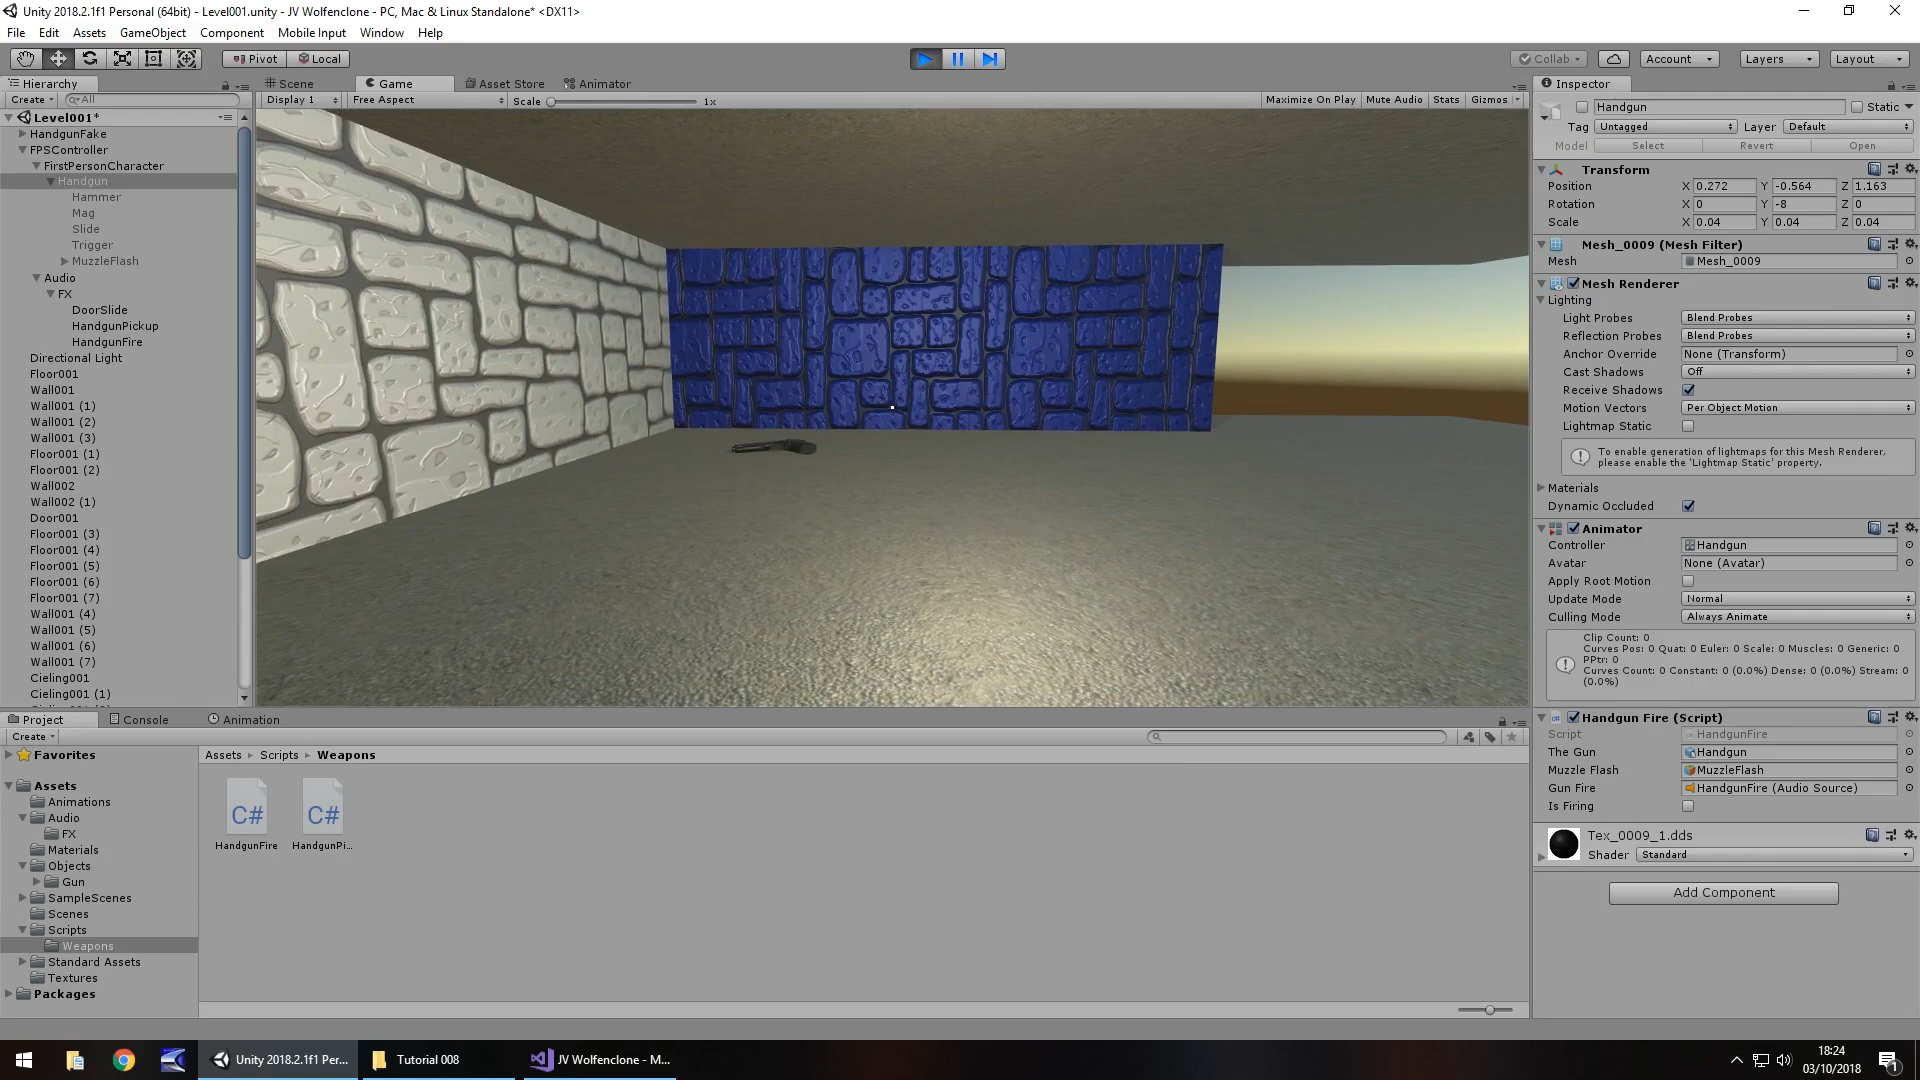 Unity 2018.2.1f1 Personal (64bit) - Level001.unity - JV Wolfenclone - PC, Mac & Linux Standalone* <DX11>
File Edit Assets GameObject Component Mobile Input Window Help
Pivot Local Collab Account Layers Layout
Hierarchy
Create All
Level001*
HandgunFake
FPSController
FirstPersonCharacter
Handgun
Hammer
Mag
Slide
Trigger
MuzzleFlash
Audio
FX
DoorSlide
HandgunPickup
HandgunFire
Directional Light
Floor001
Wall001
Wall001 (1)
Wall001 (2)
Wall001 (3)
Floor001 (1)
Floor001 (2)
Wall002
Wall002 (1)
Door001
Floor001 (3)
Floor001 (4)
Floor001 (5)
Floor001 (6)
Floor001 (7)
Wall001 (4)
Wall001 (5)
Wall001 (6)
Wall001 (7)
Cieling001
Cieling001 (1)
Scene Game Asset Store Animator
Display 1 Free Aspect Scale 1x Maximize On Play Mute Audio Stats Gizmos
Inspector
Handgun Static
Tag Untagged Layer Default
Model Select Revert Open
Transform
Position X 0.272 Y -0.564 Z 1.163
Rotation X 0 Y -8 Z 0
Scale X 0.04 Y 0.04 Z 0.04
Mesh_0009 (Mesh Filter)
Mesh Mesh_0009
Mesh Renderer
Lighting
Light Probes Blend Probes
Reflection Probes Blend Probes
Anchor Override None (Transform)
Cast Shadows Off
Receive Shadows
Motion Vectors Per Object Motion
Lightmap Static
To enable generation of lightmaps for this Mesh Renderer,
please enable the 'Lightmap Static' property.
Materials
Dynamic Occluded
Animator
Controller Handgun
Avatar None (Avatar)
Apply Root Motion
Update Mode Normal
Culling Mode Always Animate
Clip Count: 0
Curves Pos: 0 Quat: 0 Euler: 0 Scale: 0 Muscles: 0 Generic: 0
PPtr: 0
Curves Count: 0 Constant: 0 (0.0%) Dense: 0 (0.0%) Stream: 0
(0.0%)
Handgun Fire (Script)
Script HandgunFire
The Gun Handgun
Muzzle Flash MuzzleFlash
Gun Fire HandgunFire (Audio Source)
Is Firing
Tex_0009_1.dds
Shader Standard
Add Component
Project Console Animation
Create
Favorites
Assets
Animations
Audio
FX
Materials
Objects
Gun
SampleScenes
Scenes
Scripts
Weapons
Standard Assets
Textures
Packages
Assets Scripts Weapons
C# C#
HandgunFire HandgunPi...
Unity 2018.2.1f1 Per... Tutorial 008 JV Wolfenclone - M...
18:24
03/10/2018
1